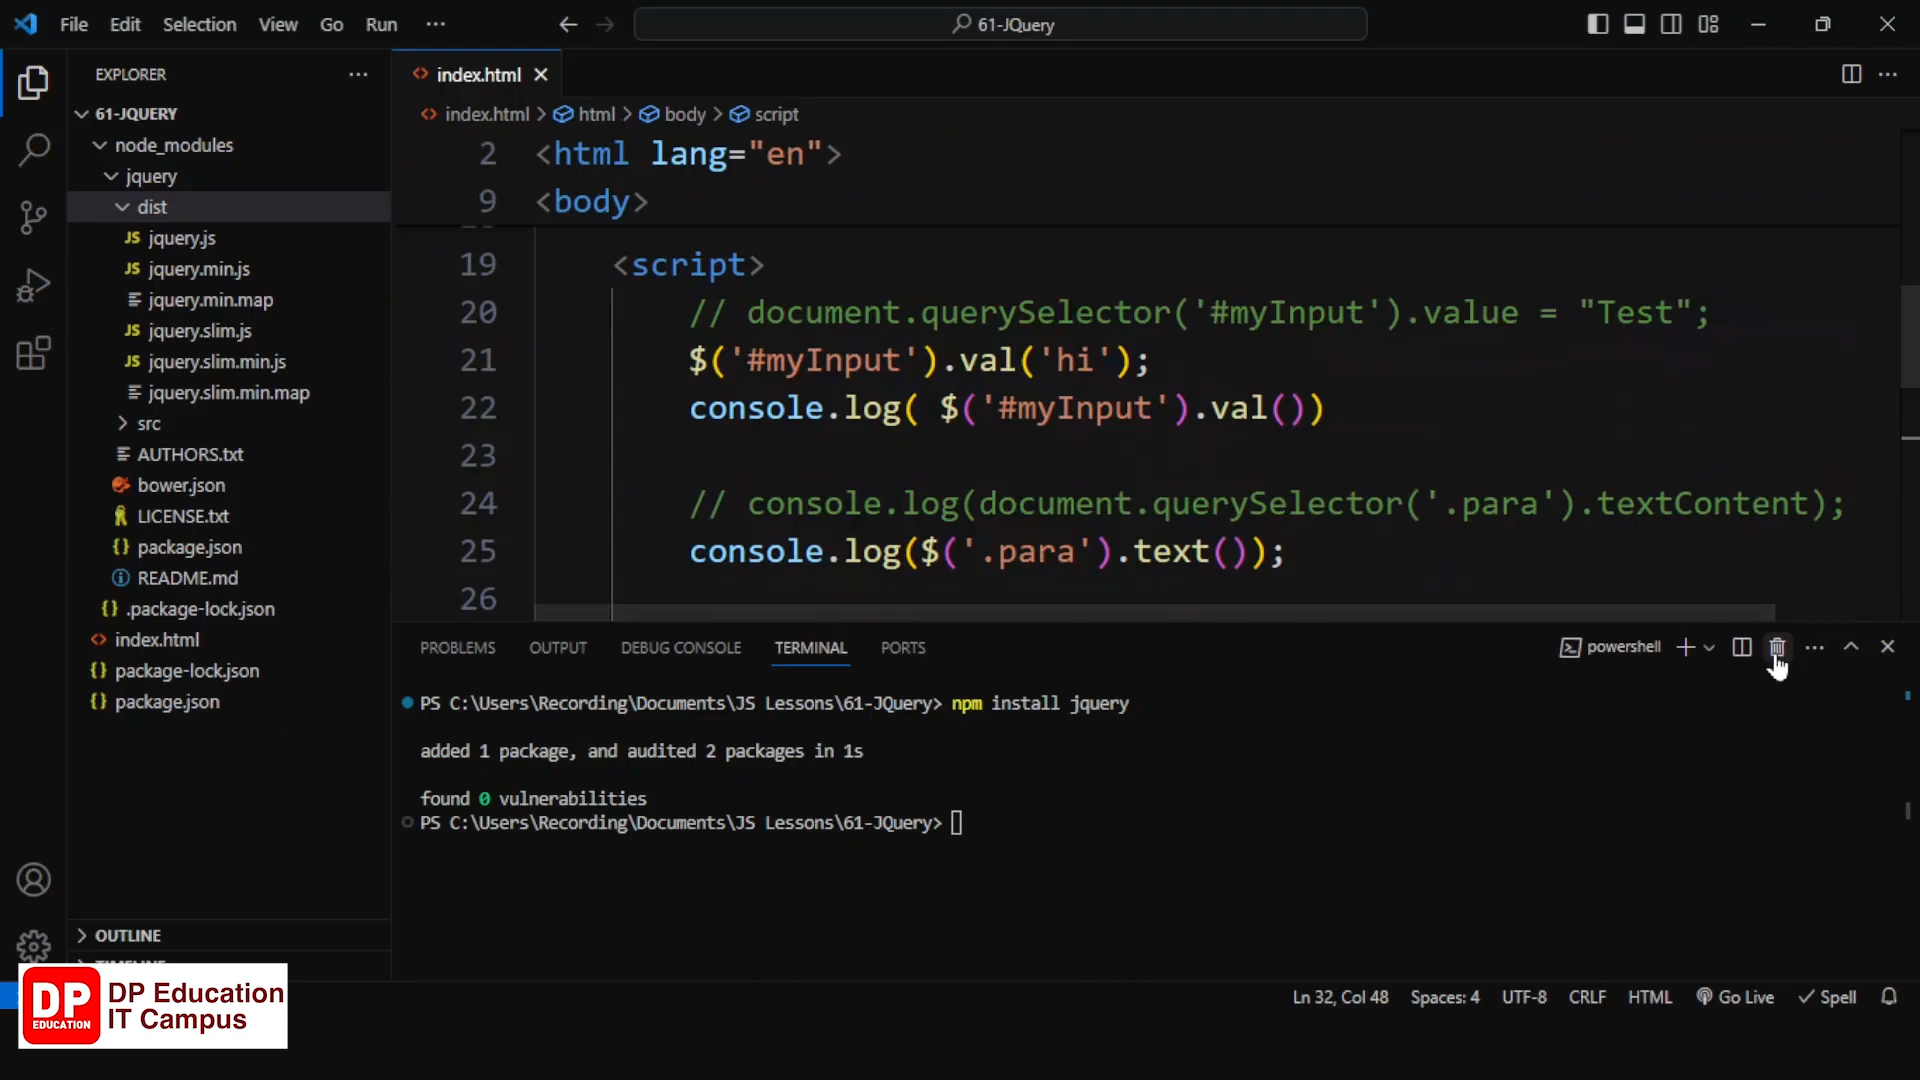 File Edit Selection View Go Run ···
61-JQuery
EXPLORER
61-JQUERY
node_modules
jquery
dist
JS jquery.js
JS jquery.min.js
jquery.min.map
JS jquery.slim.js
JS jquery.slim.min.js
jquery.slim.min.map
src
AUTHORS.txt
bower.json
LICENSE.txt
{} package.json
README.md
{} .package-lock.json
<> index.html
{} package-lock.json
{} package.json
OUTLINE
TIMELINE
<> index.html
<> index.html > html > body > script
2 <html lang="en">
9 <body>
19 <script>
20 // document.querySelector('#myInput').value = "Test";
21 $('#myInput').val('hi');
22 console.log( $('#myInput').val())
23
24 // console.log(document.querySelector('.para').textContent);
25 console.log($('.para').text());
26
PROBLEMS OUTPUT DEBUG CONSOLE TERMINAL PORTS
powershell
PS C:\Users\Recording\Documents\JS Lessons\61-JQuery> npm install jquery
added 1 package, and audited 2 packages in 1s
found 0 vulnerabilities
PS C:\Users\Recording\Documents\JS Lessons\61-JQuery>
Ln 32, Col 48 Spaces: 4 UTF-8 CRLF HTML Go Live Spell
DP
EDUCATION
DP Education
IT Campus